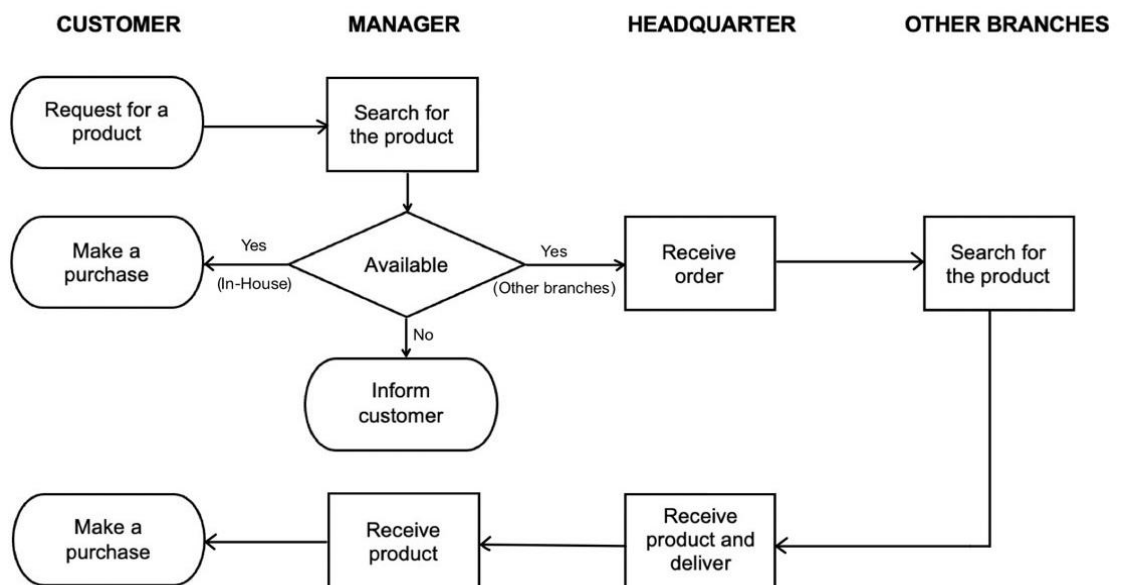 CUSTOMER
MANAGER
HEADQUARTER
OTHER BRANCHES
Request for a
product
Search for
the product
Make a
purchase
Yes
(In-House)
Available
Yes
(Other branches)
Receive
order
Search for
the product
No
Inform
customer
Make a
purchase
Receive
product
Receive
product and
deliver